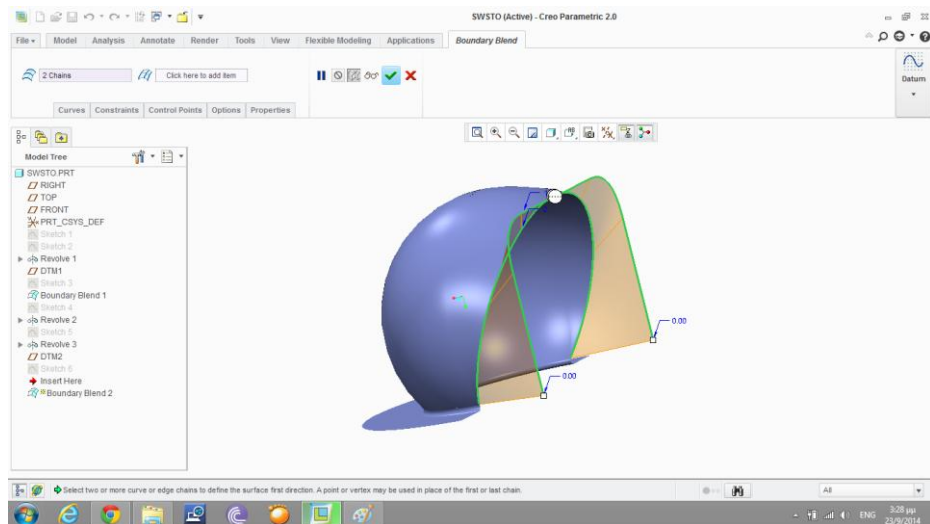 SWSTO (Active) - Creo Parametric 2.0
File Model Analysis Annotate Render Tools View Flexible Modeling Applications Boundary Blend
2 Chains
Click here to add item
Datum
Curves Constraints Control Points Options Properties
Model Tree
SWSTO.PRT
RIGHT
TOP
FRONT
PRT_CSYS_DEF
Sketch 1
Sketch 2
Revolve 1
DTM1
Sketch 3
Boundary Blend 1
Sketch 4
Revolve 2
Sketch 5
Revolve 3
DTM2
Sketch 6
Insert Here
Boundary Blend 2
0.00
0.00
Select two or more curve or edge chains to define the surface first direction. A point or vertex may be used in place of the first or last chain.
All
ENG
3:28 μμ
23/9/2014